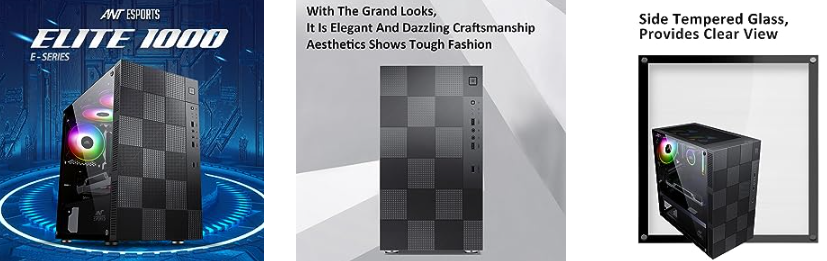 ANT ESPORTS
ELITE 1000
E - SERIES
With The Grand Looks,
It Is Elegant And Dazzling Craftsmanship
Aesthetics Shows Tough Fashion
Side Tempered Glass,
Provides Clear View